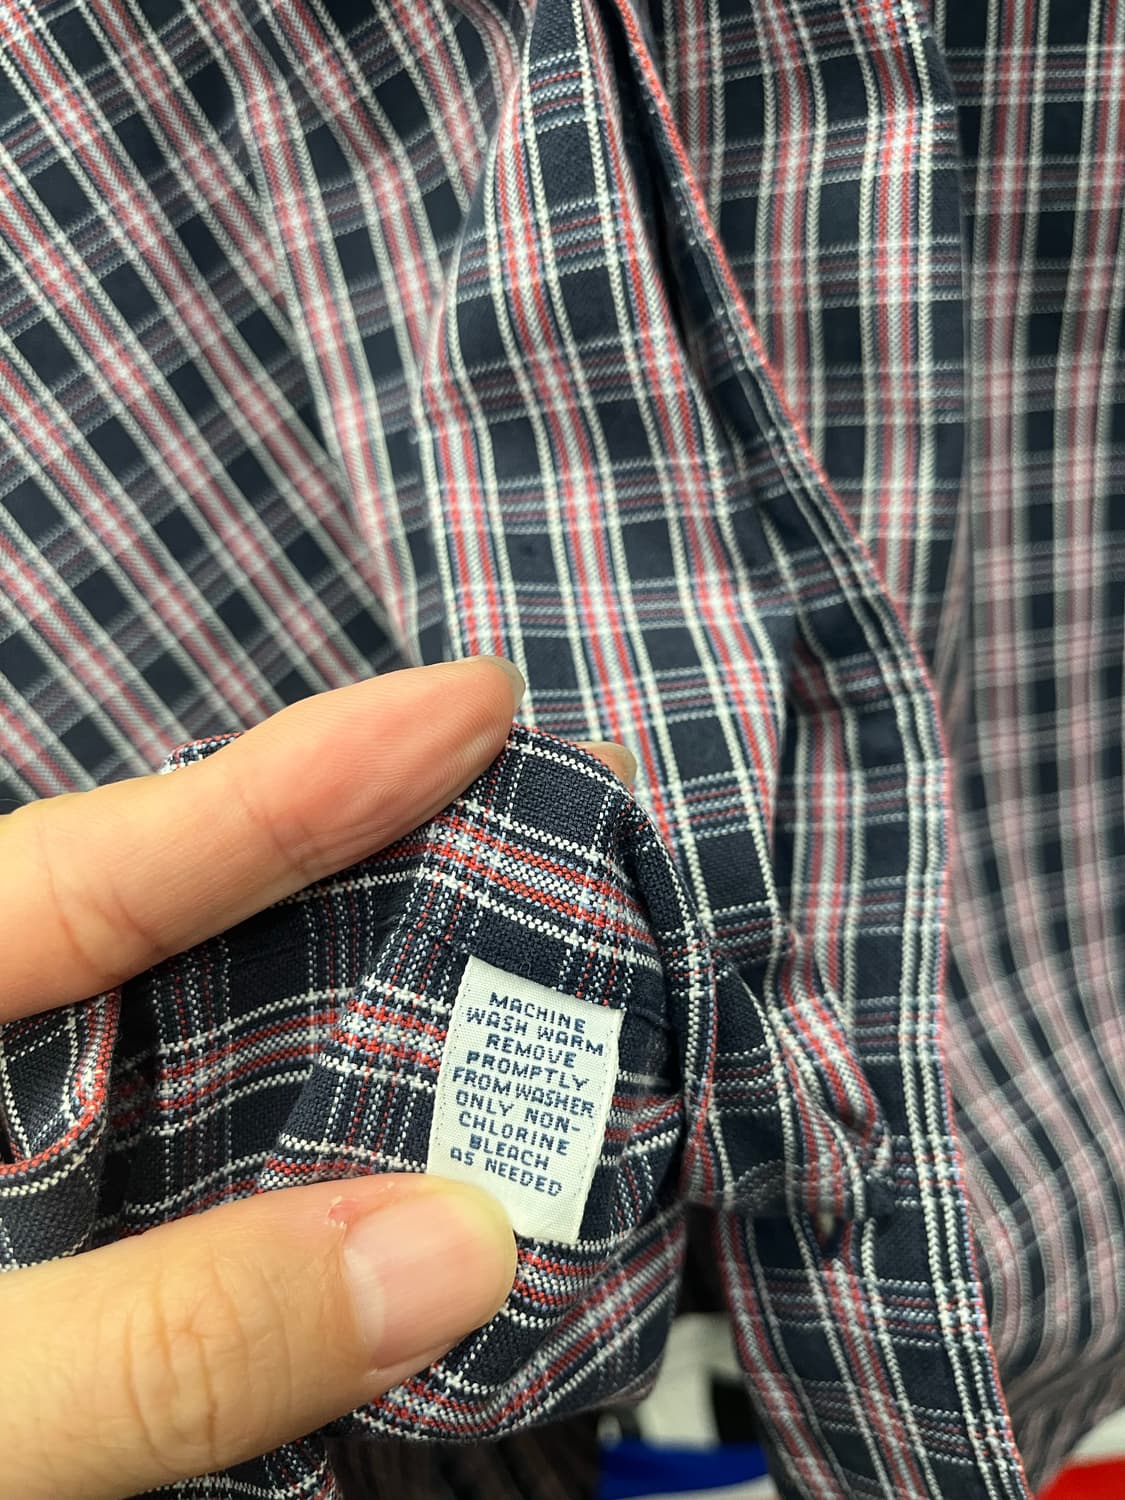 MACHINE
WASH WARM
REMOVE
PROMPTLY
FROM WASHER
ONLY NON-
CHLORINE
BLEACH
AS NEEDED